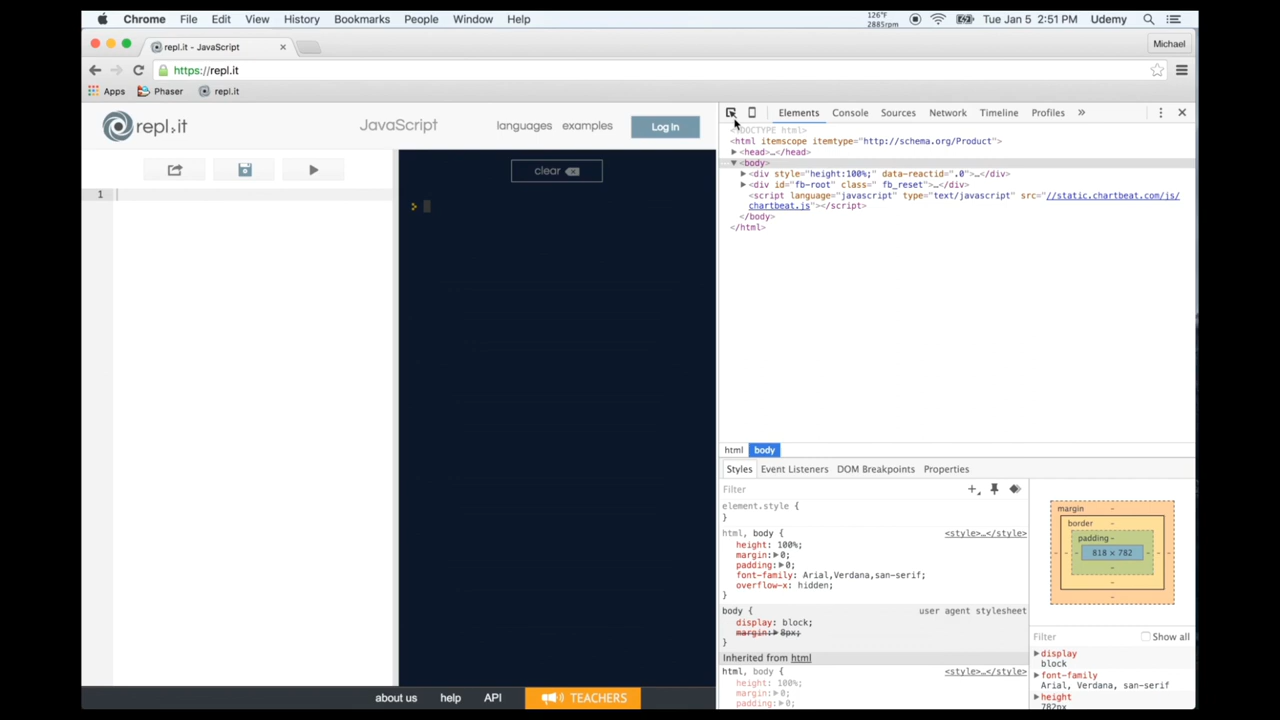 Chrome File Edit View History Bookmarks People Window Help 126°F 2885rpm Tue Jan 5 2:51 PM Udemy
repl.it - JavaScript Michael
https://repl.it
Apps Phaser repl.it
repl.it JavaScript languages examples Log In
clear
1
Elements Console Sources Network Timeline Profiles »
<!DOCTYPE html>
<html itemscope itemtype="http://schema.org/Product">
<head>…</head>
<body>
<div style="height:100%;" data-reactid=".0">…</div>
<div id="fb-root" class=" fb_reset">…</div>
<script language="javascript" type="text/javascript" src="//static.chartbeat.com/js/
chartbeat.js"></script>
</body>
</html>
html body
Styles Event Listeners DOM Breakpoints Properties
Filter
element.style {
}
html, body { <style>…</style>
height: 100%;
margin: 0;
padding: 0;
font-family: Arial,Verdana,san-serif;
overflow-x: hidden;
}
body { user agent stylesheet
display: block;
margin: 8px;
}
Inherited from html
html, body { <style>…</style>
height: 100%;
margin: 0;
padding: 0;
margin -
border -
padding -
818 × 782
Filter Show all
display
block
font-family
Arial, Verdana, san-serif
height
782px
about us help API TEACHERS